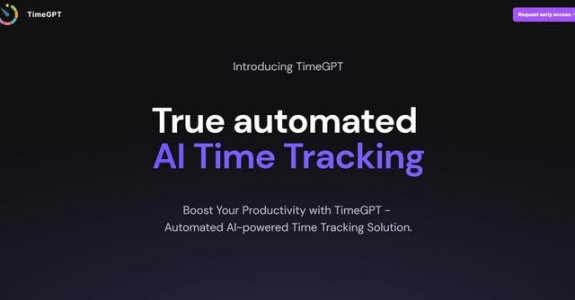 TimeGPT
Request early access
Introducing TimeGPT
True automated
AI Time Tracking
Boost Your Productivity with TimeGPT -
Automated AI-powered Time Tracking Solution.